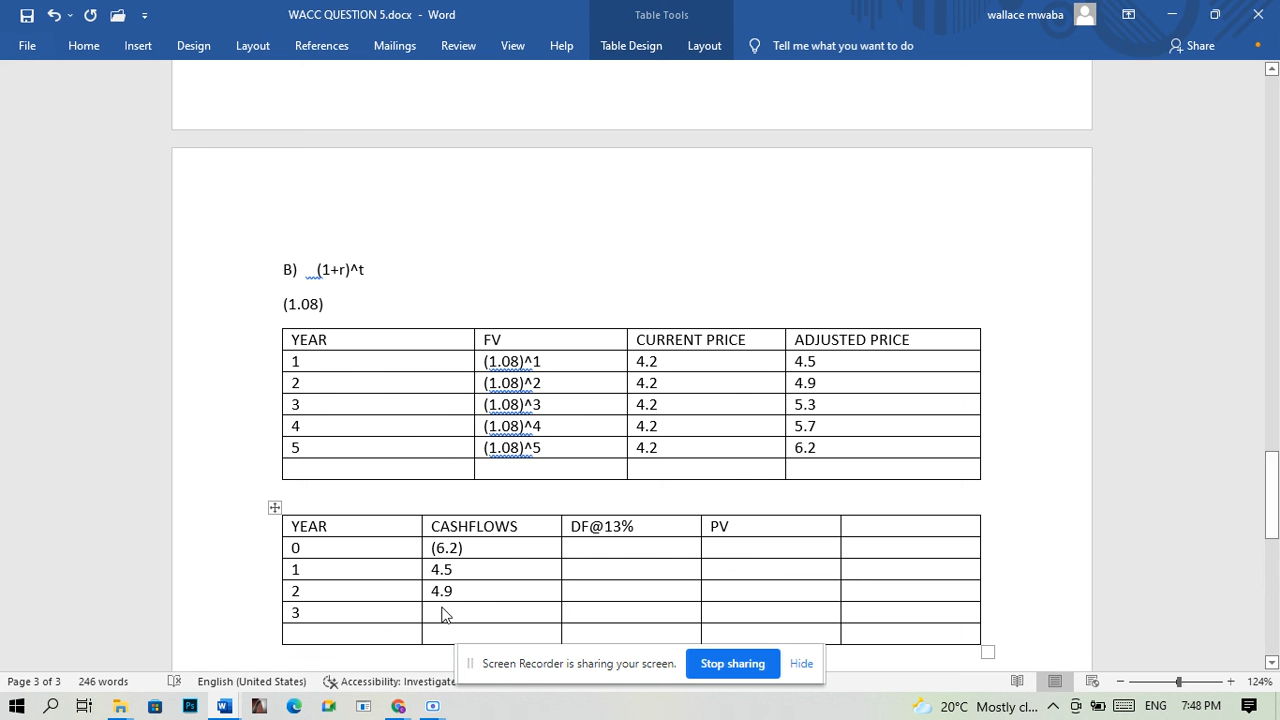 WACC QUESTION 5.docx - Word
Table Tools
wallace mwaba
File Home Insert Design Layout References Mailings Review View Help Table Design Layout Tell me what you want to do Share
B) (1+r)^t
(1.08)
YEAR FV CURRENT PRICE ADJUSTED PRICE
1 (1.08)^1 4.2 4.5
2 (1.08)^2 4.2 4.9
3 (1.08)^3 4.2 5.3
4 (1.08)^4 4.2 5.7
5 (1.08)^5 4.2 6.2
YEAR CASHFLOWS DF@13% PV
0 (6.2)
1 4.5
2 4.9
3
Screen Recorder is sharing your screen. Stop sharing Hide
Page 3 of 3 246 words English (United States) Accessibility: Investigate 124%
20°C Mostly cl... ENG 7:48 PM